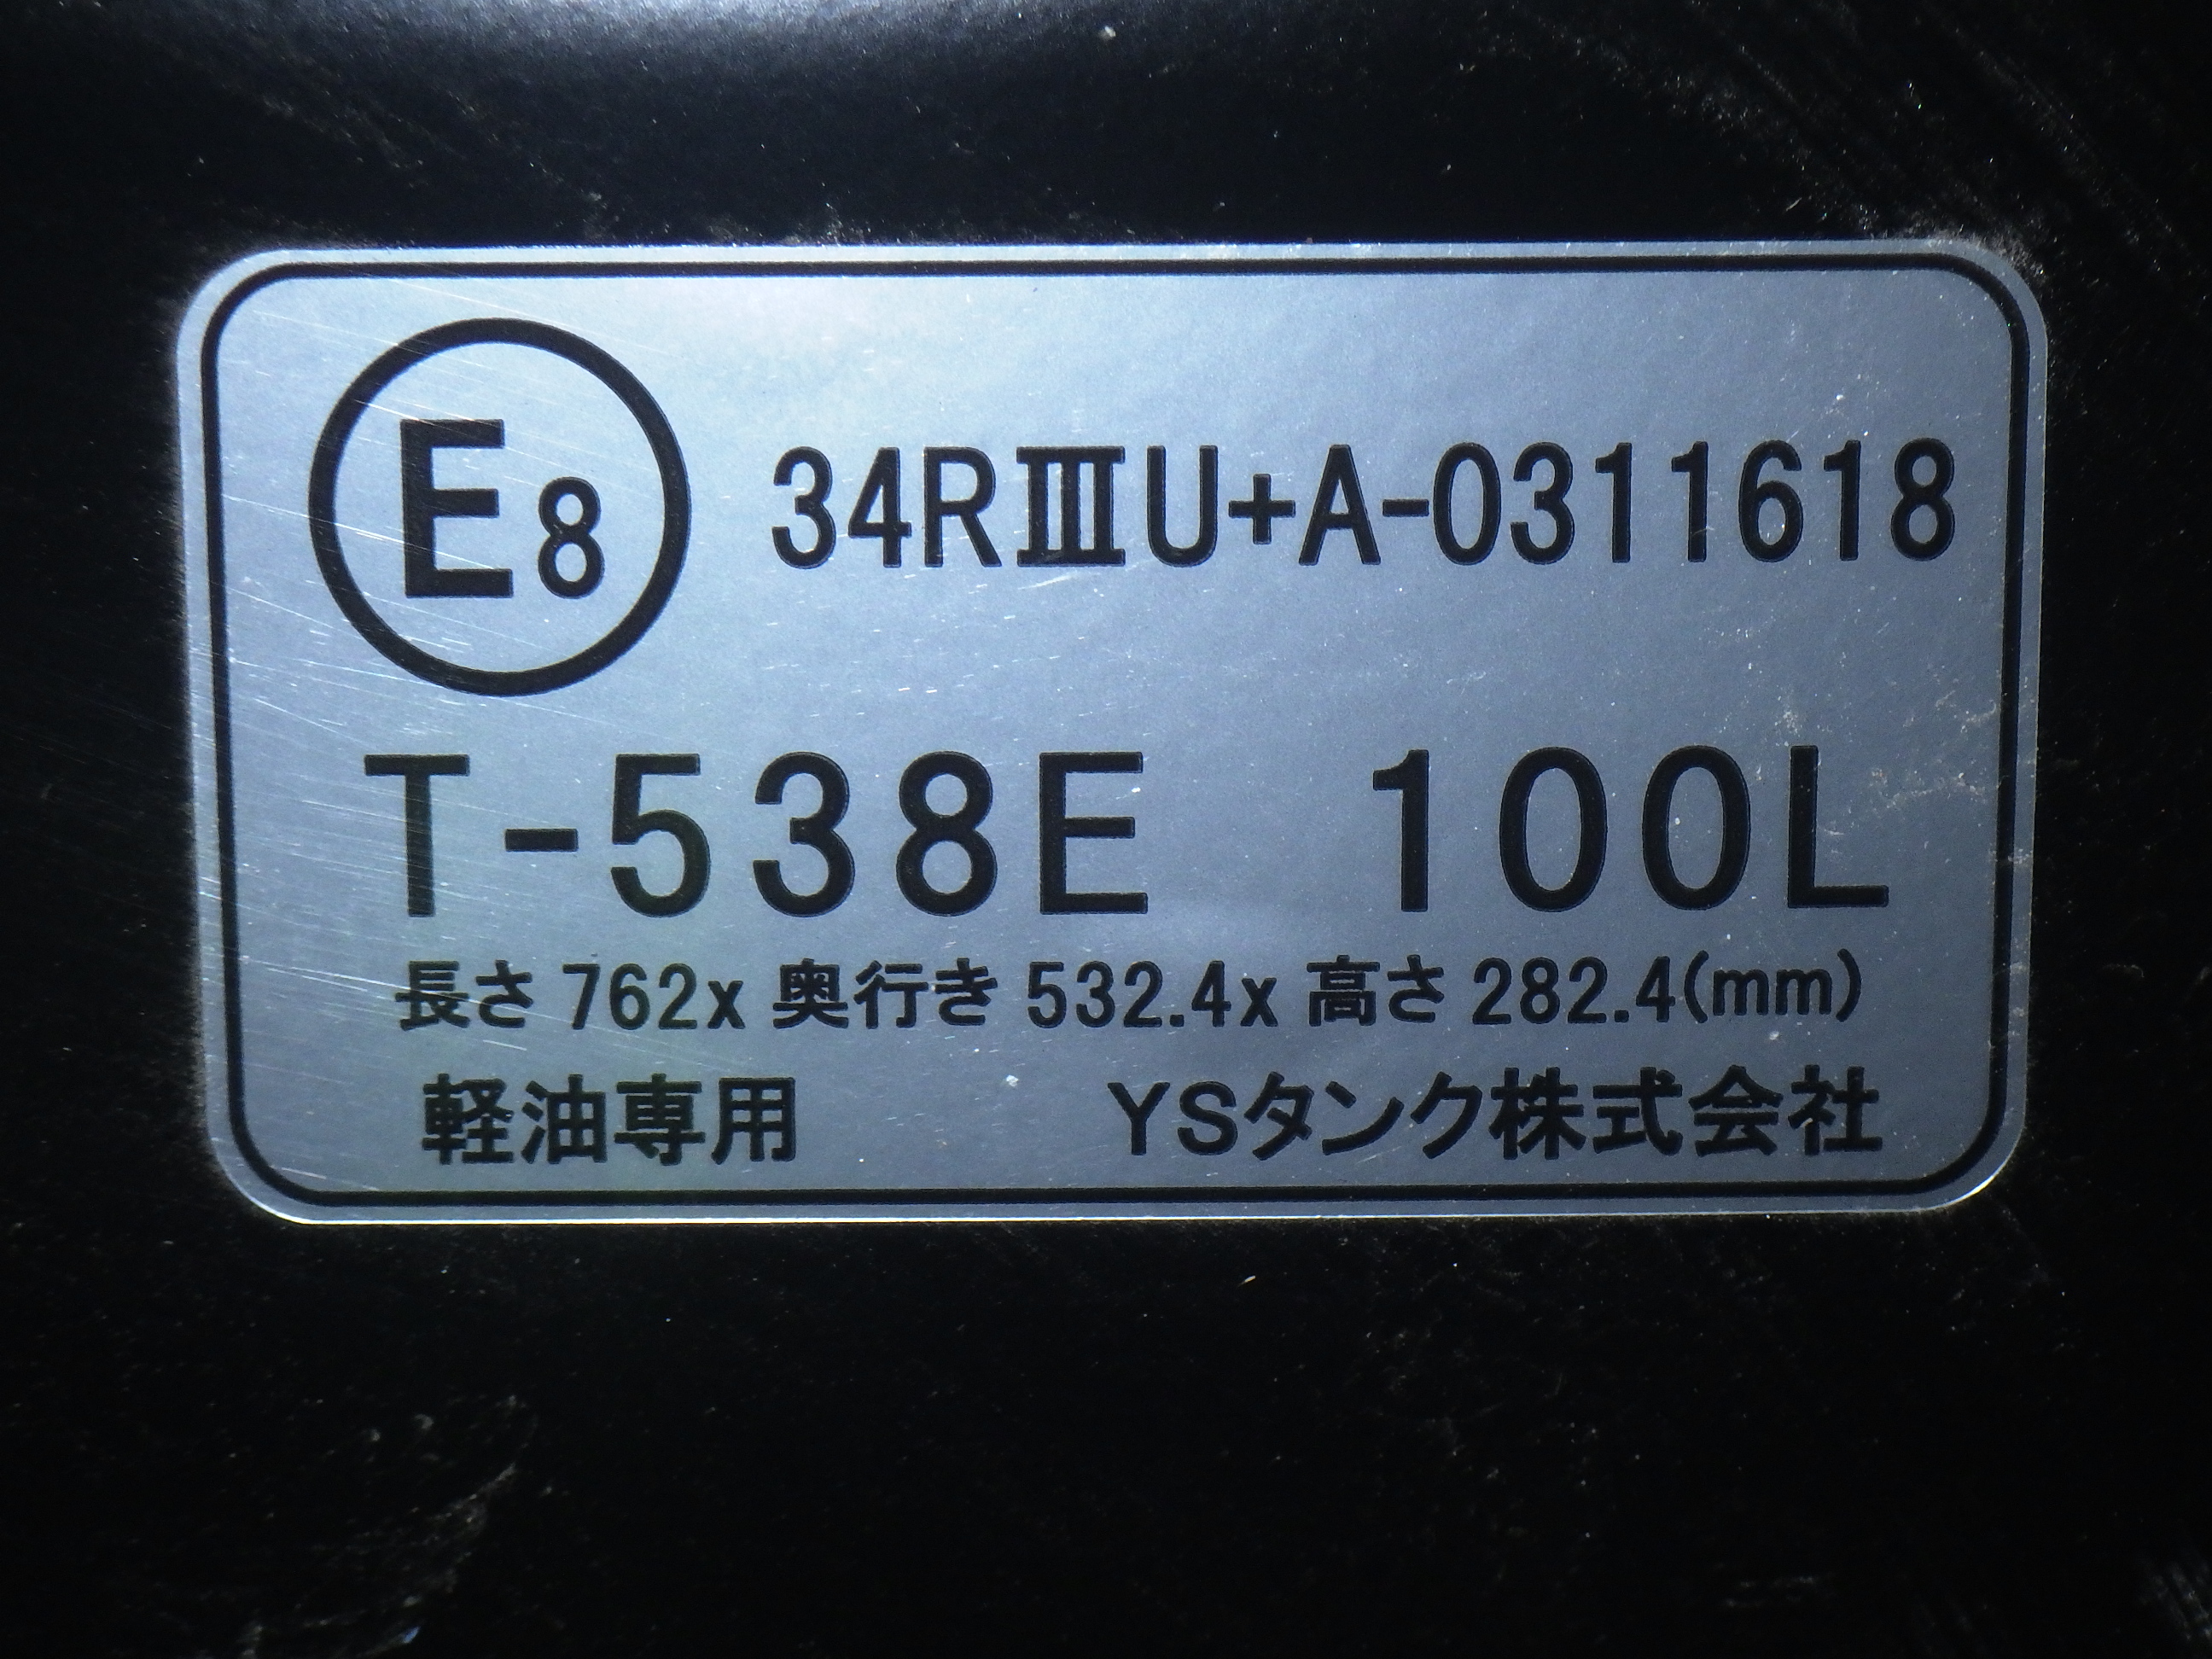 E8 34RⅢU+A-0311618
T-538E 100L
長さ 762x 奥行き 532.4x 高さ 282.4(mm)
軽油専用 YSタンク株式会社